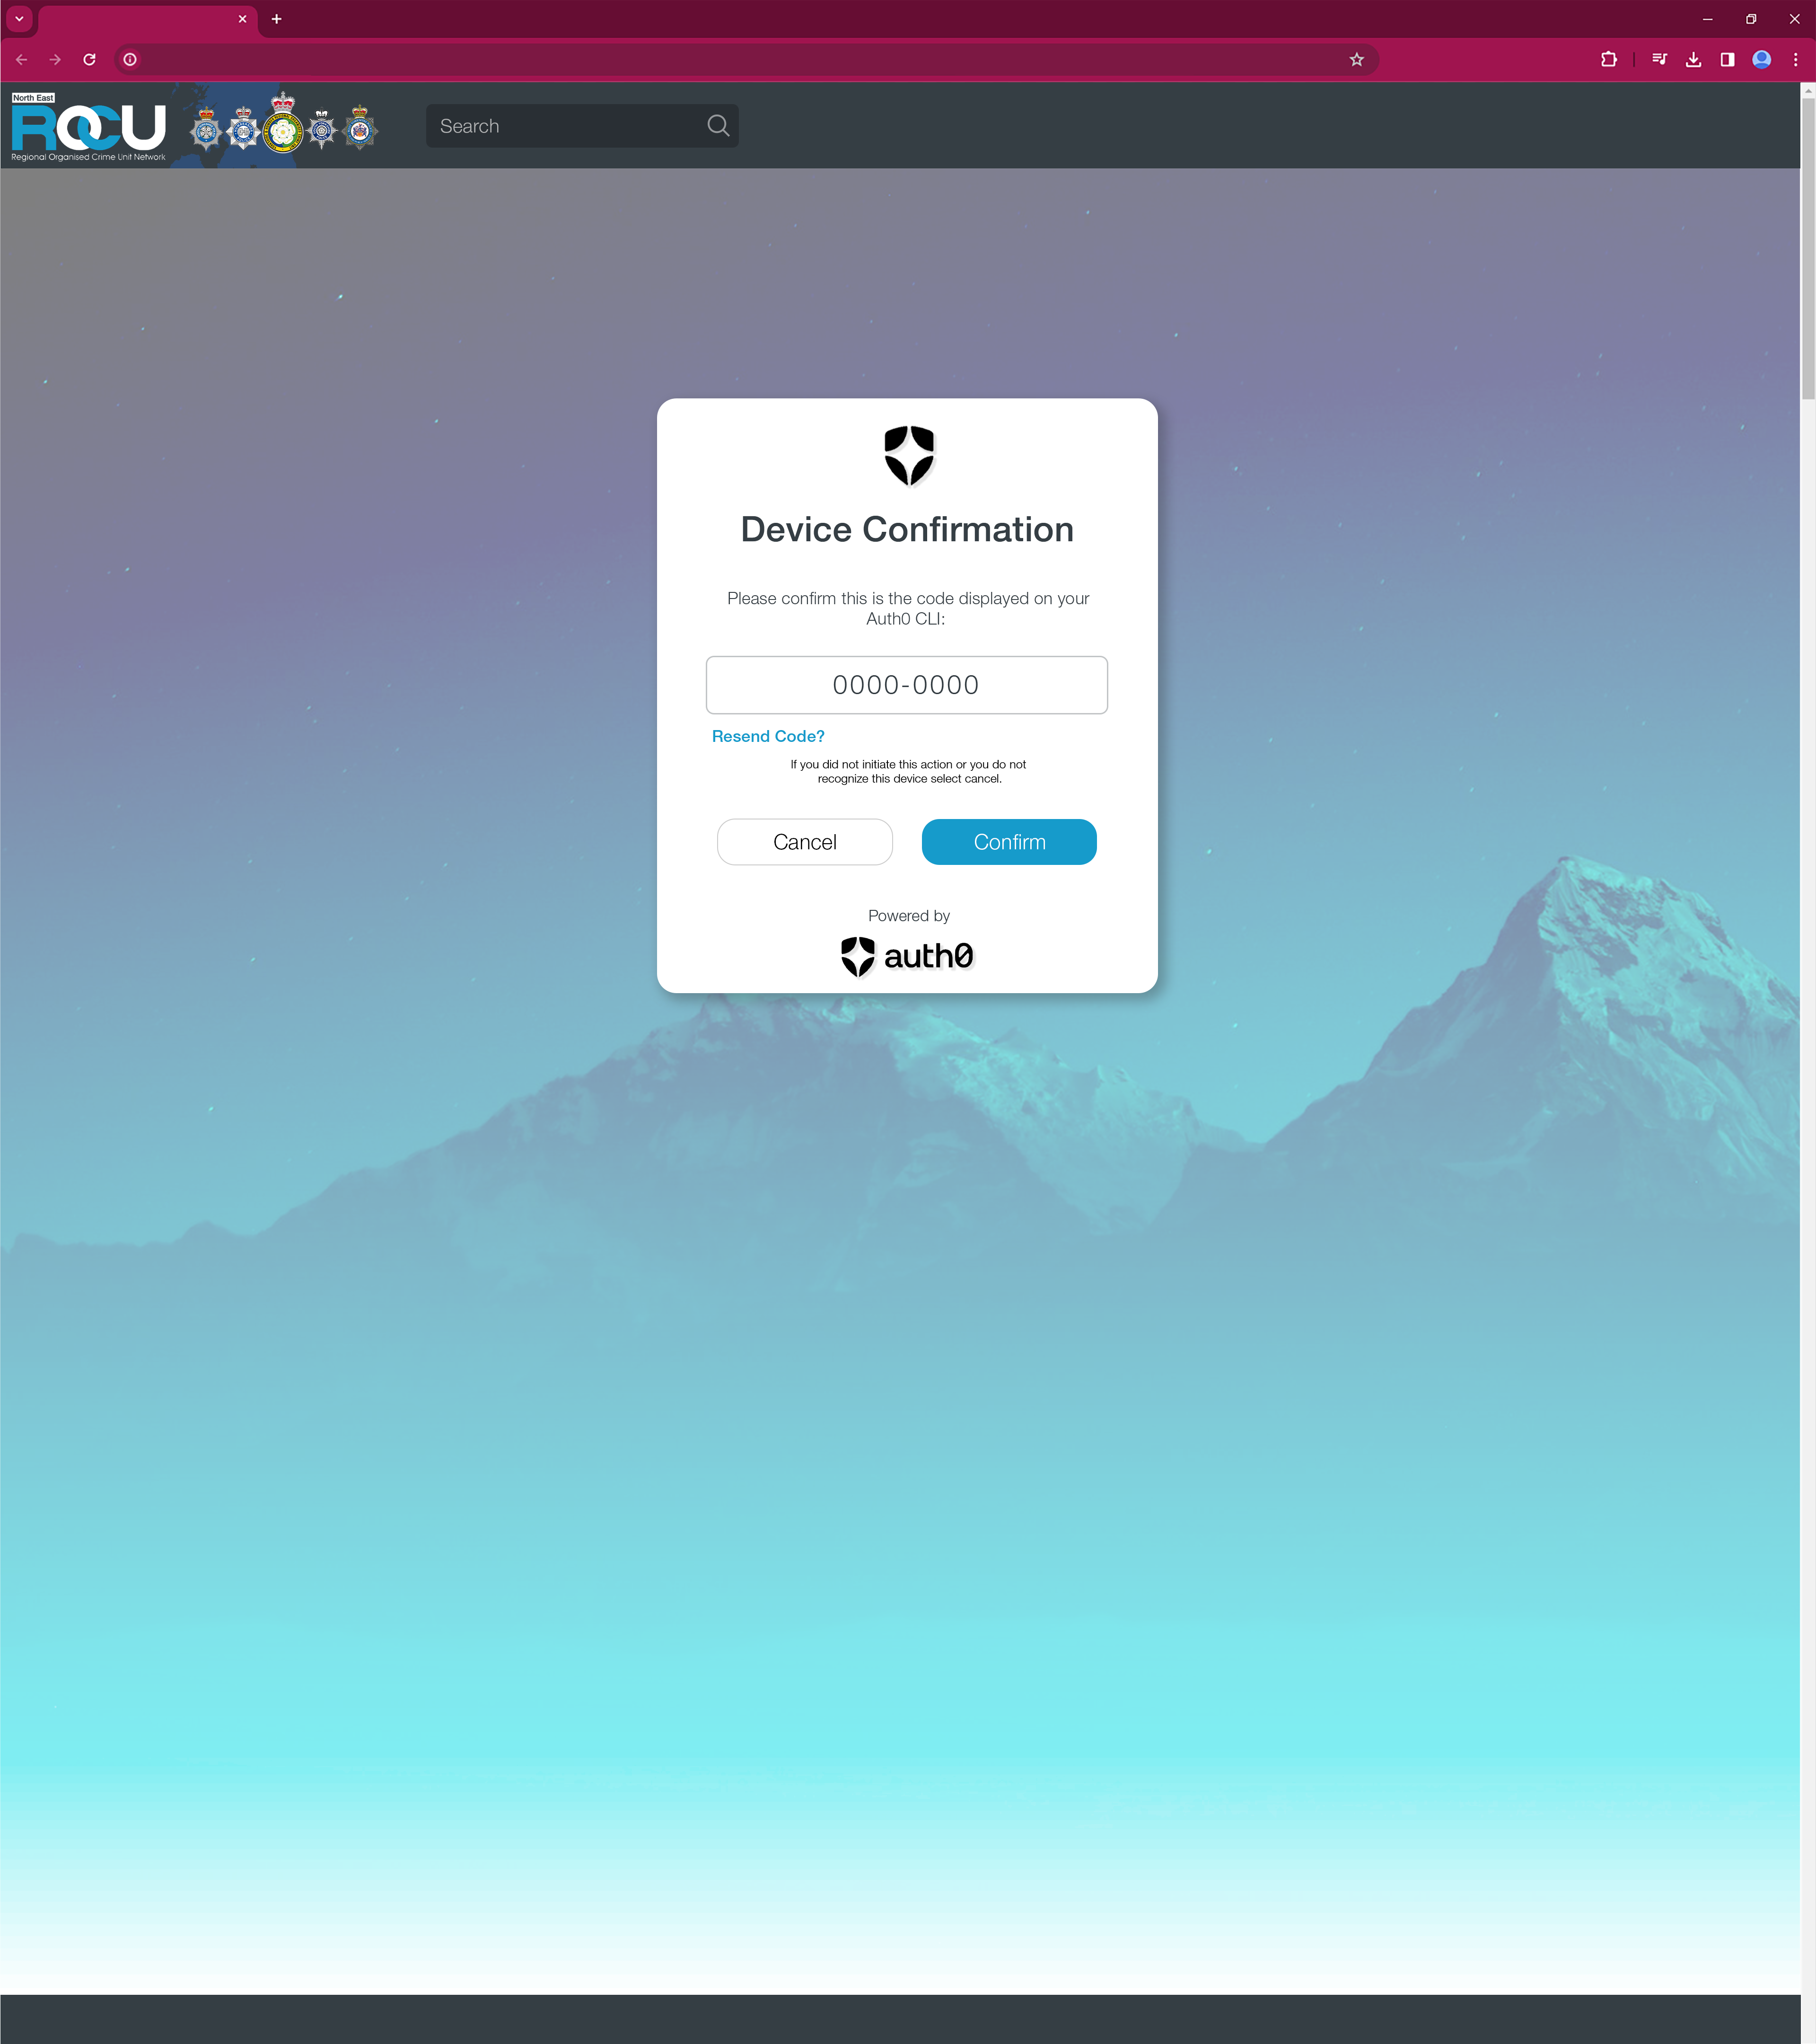 North East
ROCU
Regional Organised Crime Unit Network
Search
Device Confirmation
Please confirm this is the code displayed on your
Auth0 CLI:
0000-0000
Resend Code?
If you did not initiate this action or you do not
recognize this device select cancel.
Cancel
Confirm
Powered by
auth0